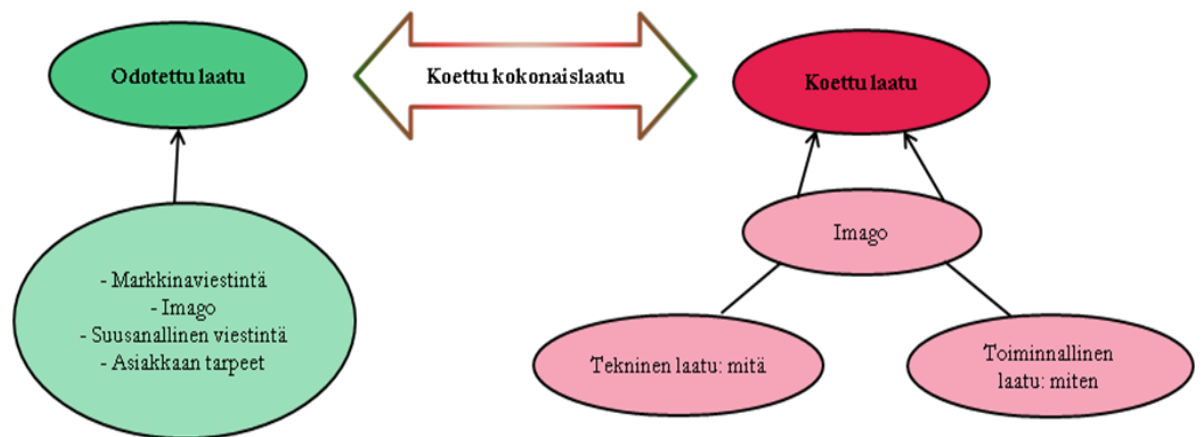 Odotettu laatu
Koettu kokonaislaatu
Koettu laatu
- Markkinaviestintä
- Imago
- Suusanallinen viestintä
- Asiakkaan tarpeet
Imago
Tekninen laatu: mitä
Toiminnallinen
laatu: miten